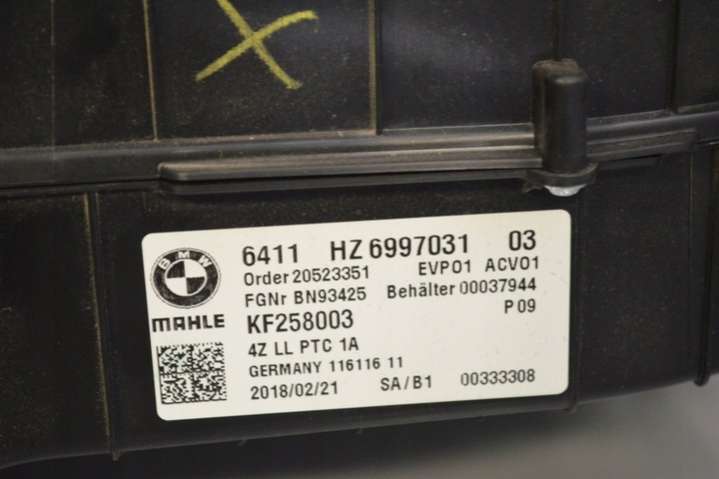 BMW
MAHLE
6411 HZ 6997031 03
Order 20523351 EVP01 ACV01
FGNr BN93425 Behälter 00037944
KF258003 P 09
4Z LL PTC 1A
GERMANY 116116 11
2018/02/21 SA/B1 00333308